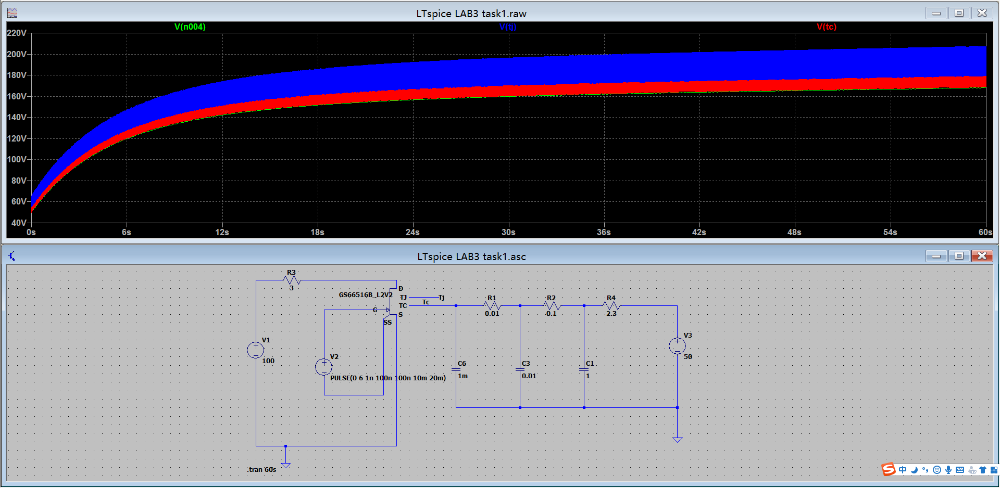 LTspice LAB3 task1.raw
V(n004) V(tj) V(tc)
220V
200V
180V
160V
140V
120V
100V
80V
60V
40V
0s 6s 12s 18s 24s 30s 36s 42s 48s 54s 60s
LTspice LAB3 task1.asc
R3
3
D
GS66516B_L2V2
TJ Tj
TC Tc
G
S
SS
R1
0.01
R2
0.1
R4
2.3
V1
100
V2
PULSE(0 6 1n 100n 100n 10m 20m)
C6
1m
C3
0.01
C1
1
V3
50
.tran 60s
S 中